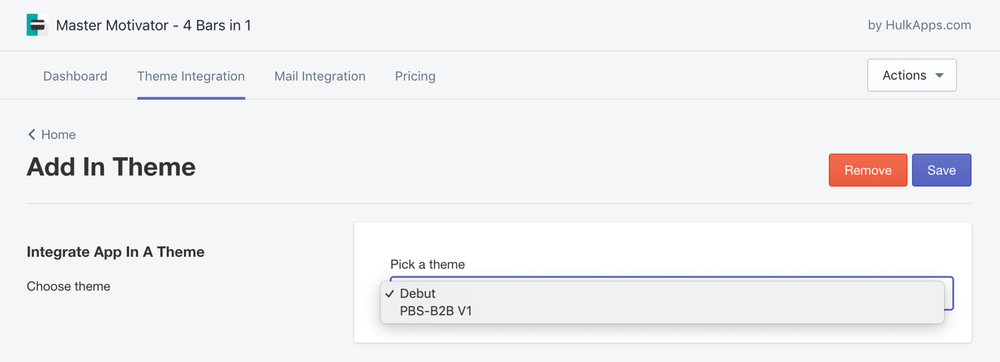 Master Motivator - 4 Bars in 1
by HulkApps.com
Dashboard
Theme Integration
Mail Integration
Pricing
Actions
Home
Add In Theme
Remove
Save
Integrate App In A Theme
Choose theme
Pick a theme
Debut
PBS-B2B V1